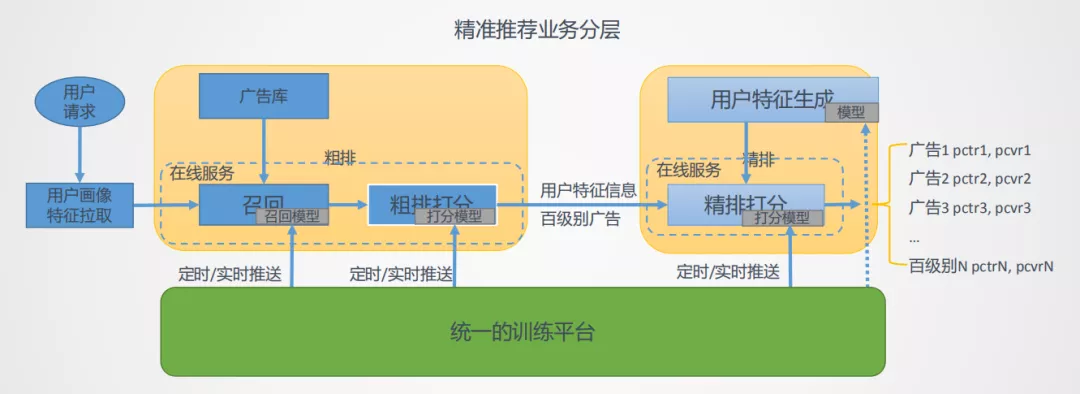 精准推荐业务分层
用户
请求
用户画像
特征拉取
广告库
粗排
在线服务
召回
召回模型
粗排打分
打分模型
用户特征信息
百级别广告
用户特征生成
模型
精排
在线服务
精排打分
打分模型
广告1 pctr1, pcvr1
广告2 pctr2, pcvr2
广告3 pctr3, pcvr3
...
百级别N pctrN, pcvrN
定时/实时推送
定时/实时推送
定时/实时推送
统一的训练平台